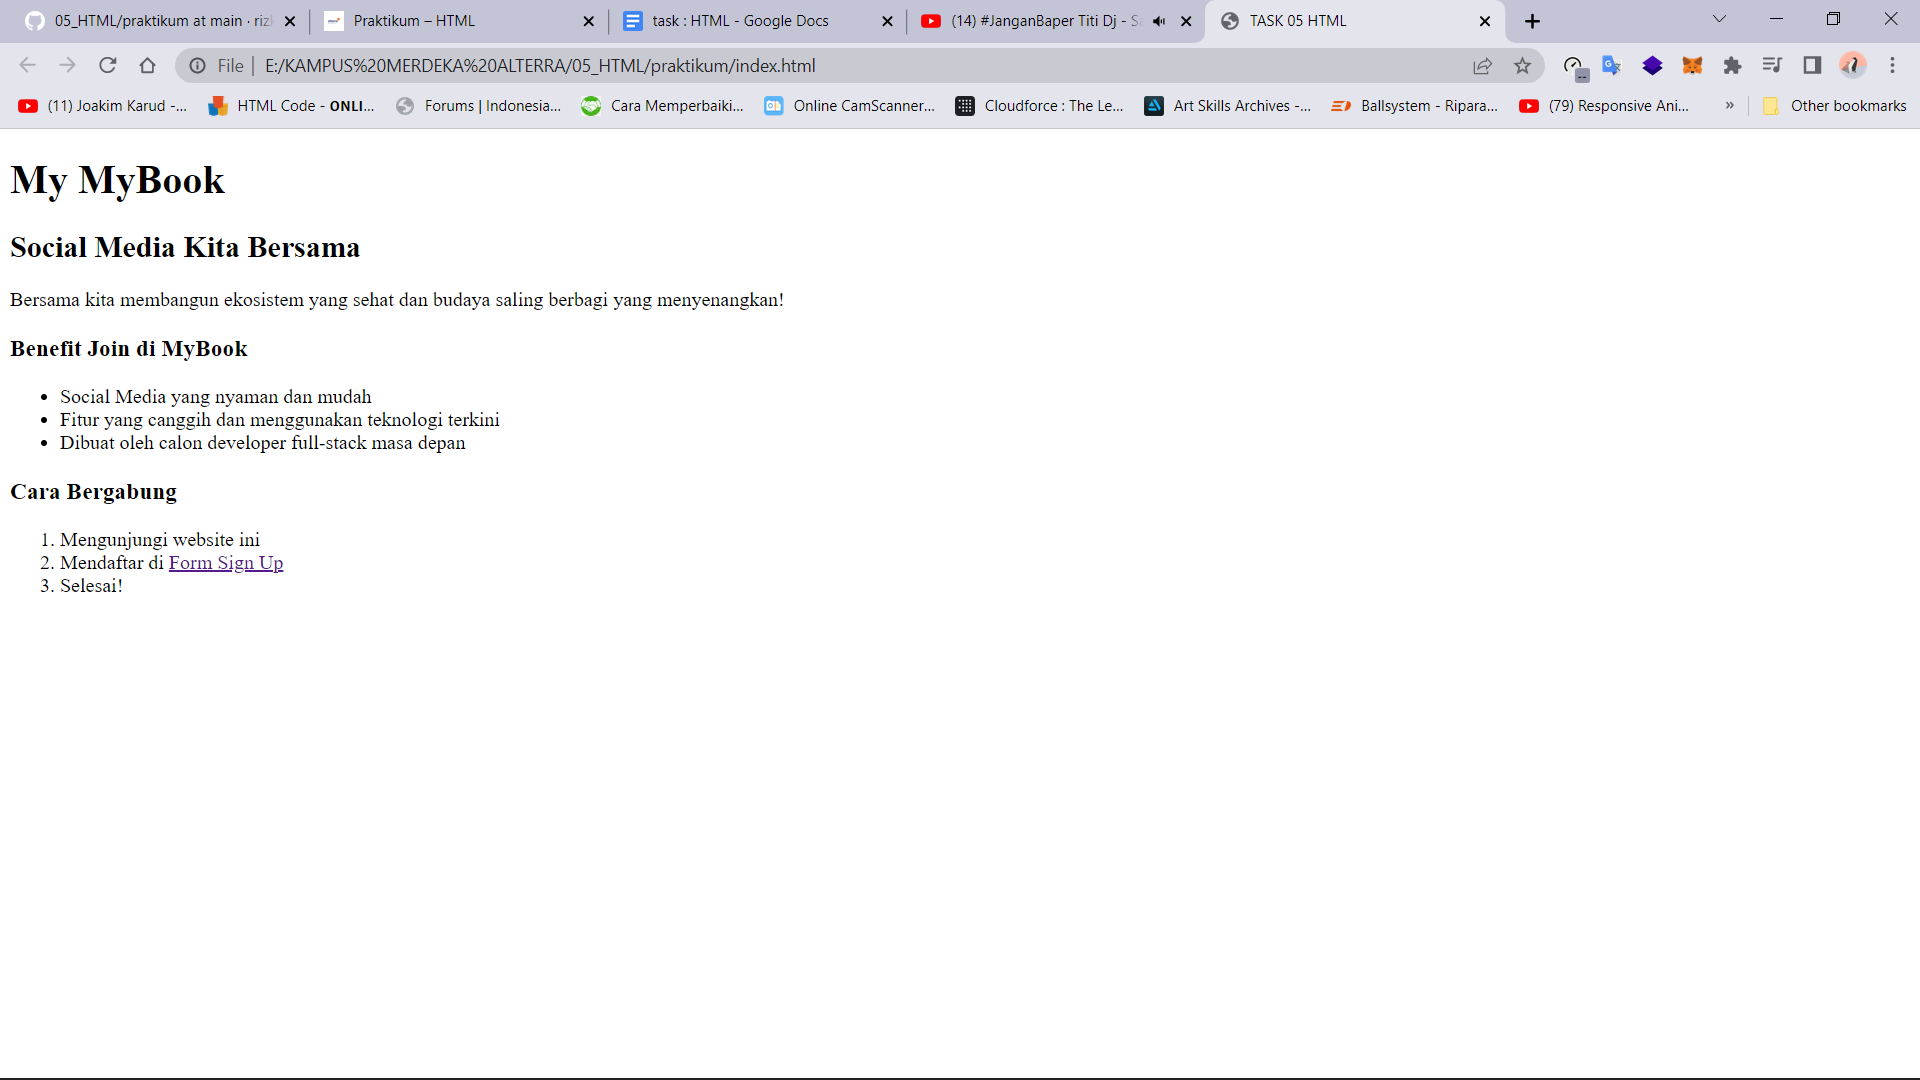 05_HTML/praktikum at main · riz
Praktikum – HTML
task : HTML - Google Docs
(14) #JanganBaper Titi Dj - S
TASK 05 HTML
File | E:/KAMPUS%20MERDEKA%20ALTERRA/05_HTML/praktikum/index.html
(11) Joakim Karud -...
HTML Code - ONLI...
Forums | Indonesia...
Cara Memperbaiki...
Online CamScanner...
Cloudforce : The Le...
Art Skills Archives -...
Ballsystem - Ripara...
(79) Responsive Ani...
»
Other bookmarks
My MyBook
Social Media Kita Bersama
Bersama kita membangun ekosistem yang sehat dan budaya saling berbagi yang menyenangkan!
Benefit Join di MyBook
• Social Media yang nyaman dan mudah
• Fitur yang canggih dan menggunakan teknologi terkini
• Dibuat oleh calon developer full-stack masa depan
Cara Bergabung
1. Mengunjungi website ini
2. Mendaftar di Form Sign Up
3. Selesai!